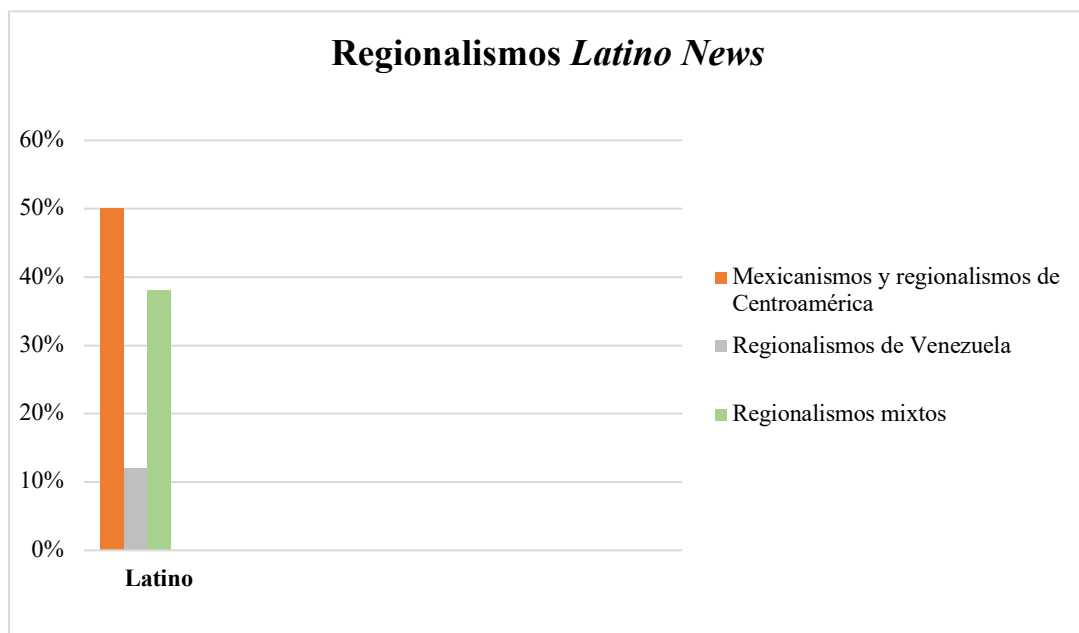 Regionalismos Latino News
60%
50%
40%
30%
20%
10%
0%
Latino
Mexicanismos y regionalismos de
Centroamérica
Regionalismos de Venezuela
Regionalismos mixtos